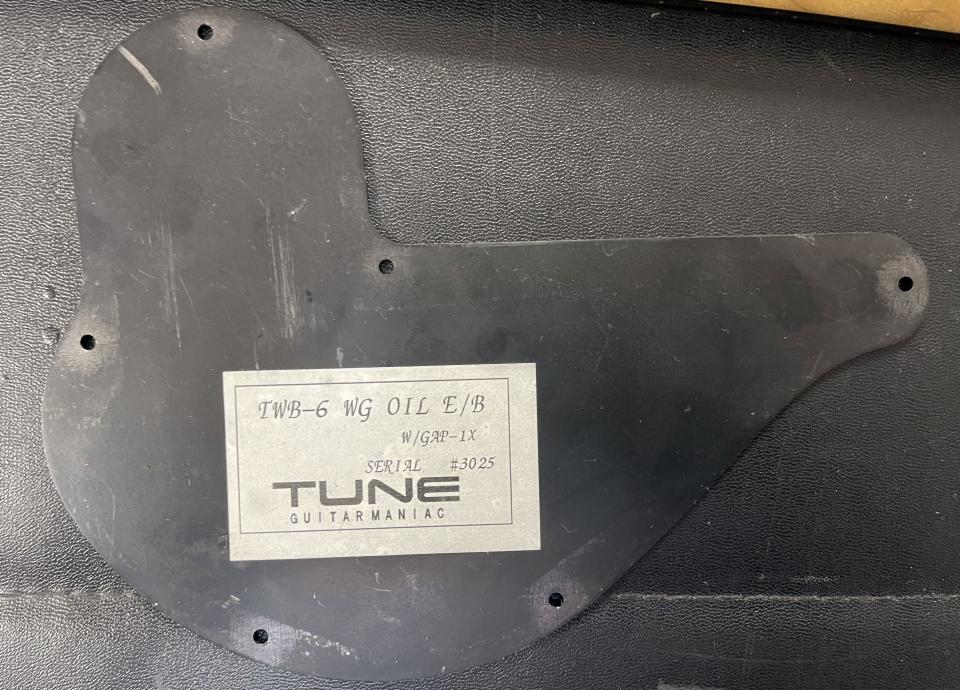 TWB-6 WG OIL E/B
W/GAP-1X
SERIAL #3025
TUNE
GUITARMANIAC